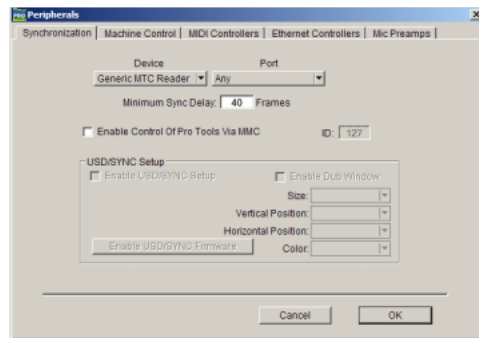 Peripherals
Synchronization | Machine Control | MIDI Controllers | Ethernet Controllers | Mic Preamps
Device Port
Generic MTC Reader Any
Minimum Sync Delay: 40 Frames
Enable Control Of Pro Tools Via MMC ID: 127
USD/SYNC Setup
Enable USD/SYNC Setup Enable Dub Window
Size:
Vertical Position:
Horizontal Position:
Enable USD/SYNC Firmware Color:
Cancel OK